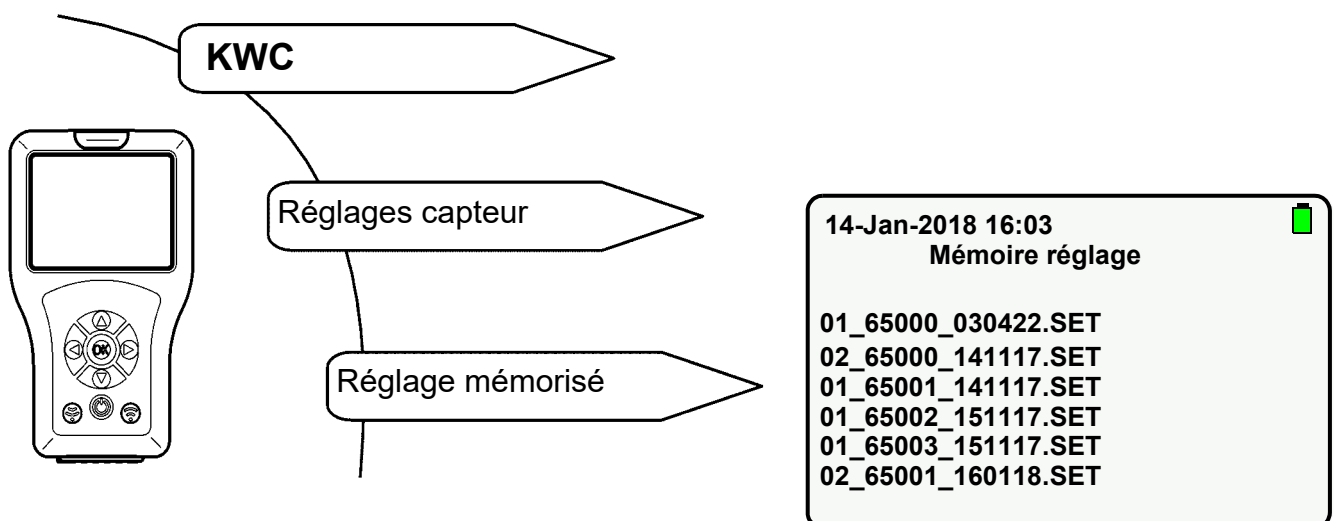 KWC
Réglages capteur
Réglage mémorisé
14-Jan-2018 16:03
Mémoire réglage
01_65000_030422.SET
02_65000_141117.SET
01_65001_141117.SET
01_65002_151117.SET
01_65003_151117.SET
02_65001_160118.SET
OK